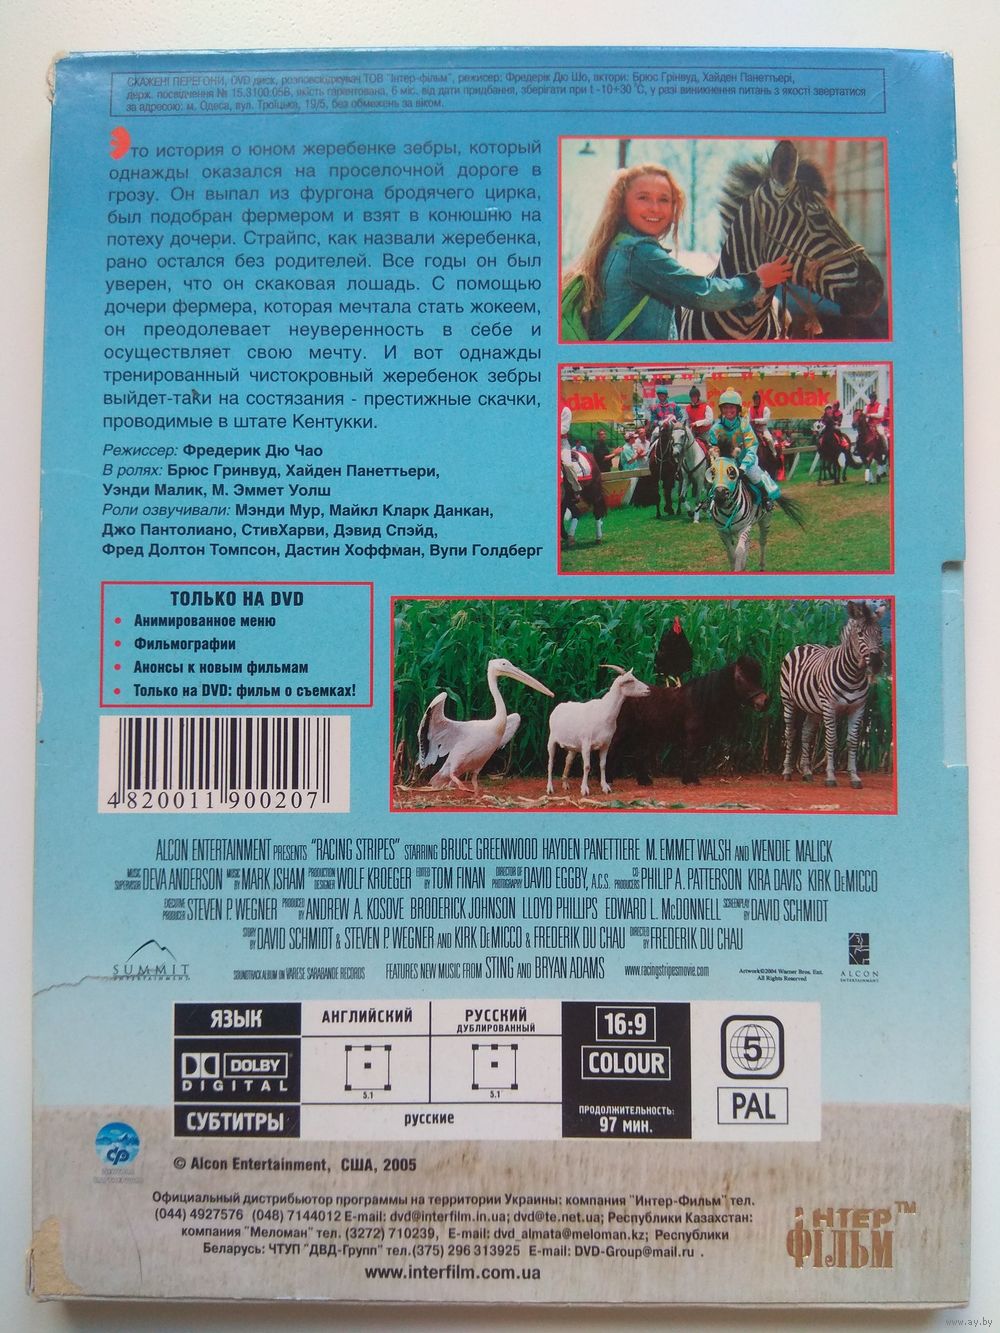 СКАЖЕНІ ПЕРЕГОНИ, DVD диск, розповсюджувач ТОВ "Інтер-фільм", режисер: Фредерік Дю Шо, вктори: Брюс Грінвуд, Хайден Панеттьері,
держ. посвідчення № 15.3100.05В, якість гарантована, 6 міс. від дати придбання, зберігати при t -10+30°С, у разі виникнення питань з якості звертатися
за адресою: м. Одеса, вул. Троїцька, 19/5, без обмежень за віком.
Это история о юном жеребенке зебры, который
однажды оказался на проселочной дороге в
грозу. Он выпал из фургона бродячего цирка,
был подобран фермером и взят в конюшню на
потеху дочери. Страйпс, как назвали жеребенка,
рано остался без родителей. Все годы он был
уверен, что он скаковая лошадь. С помощью
дочери фермера, которая мечтала стать жокеем,
он преодолевает неуверенность в себе и
осуществляет свою мечту. И вот однажды
тренированный чистокровный жеребенок зебры
выйдет-таки на состязания - престижные скачки,
проводимые в штате Кентукки.
Режиссер: Фредерик Дю Чао
В ролях: Брюс Гринвуд, Хайден Панеттьери,
Уэнди Малик, М. Эммет Уолш
Роли озвучивали: Мэнди Мур, Майкл Кларк Данкан,
Джо Пантолиано, СтивХарви, Дэвид Спэйд,
Фред Долтон Томпсон, Дастин Хоффман, Вупи Голдберг
Kodak
ТОЛЬКО НА DVD
• Анимированное меню
• Фильмографии
• Анонсы к новым фильмам
• Только на DVD: фильм о съемках!
4 820011 900207
ALCON ENTERTAINMENT PRESENTS "RACING STRIPES" STARRING BRUCE GREENWOOD HAYDEN PANETTIERE M. EMMET WALSH AND WENDIE MALICK
MUSIC SUPERVISOR DEVA ANDERSON MUSIC BY MARK ISHAM PRODUCTION DESIGNER WOLF KROEGER EDITED BY TOM FINAN DIRECTOR OF PHOTOGRAPHY DAVID EGGBY, A.C.S. CO PRODUCERS PHILIP A. PATTERSON KIRA DAVIS KIRK DEMICCO
EXECUTIVE PRODUCER STEVEN P. WEGNER PRODUCED BY ANDREW A. KOSOVE BRODERICK JOHNSON LLOYD PHILLIPS EDWARD L. McDONNELL SCREENPLAY BY DAVID SCHMIDT
STORY BY DAVID SCHMIDT & STEVEN P. WEGNER AND KIRK DEMICCO & FREDERIK DU CHAU DIRECTED BY FREDERIK DU CHAU
SUMMIT
ENTERTAINMENT
SOUNDTRACK ALBUM ON VARESE SARABANDE RECORDS FEATURES NEW MUSIC FROM STING AND BRYAN ADAMS www.racingstripesmovie.com
Artwork©2004 Warner Bros. Ent.
All Rights Reserved
ALCON
ENTERTAINMENT
ЯЗЫК
АНГЛИЙСКИЙ
5.1
РУССКИЙ
ДУБЛИРОВАННЫЙ
5.1
DOLBY
DIGITAL
СУБТИТРЫ
русские
16:9
COLOUR
ПРОДОЛЖИТЕЛЬНОСТЬ:
97 МИН.
5
PAL
© Alcon Entertainment, США, 2005
Официальный дистрибьютор программы на территории Украины: компания "Интер-Фильм" тел.
(044) 4927576 (048) 7144012 E-mail: dvd@interfilm.in.ua; dvd@te.net.ua; Республики Казахстан:
компания "Меломан" тел. (3272) 710239, E-mail: dvd_almata@meloman.kz; Республики
Беларусь: ЧТУП "ДВД-Групп" тел.(375) 296 313925 E-mail: DVD-Group@mail.ru .
www.interfilm.com.ua
ІНТЕР
ФІЛЬМ
TM
www.ay.by